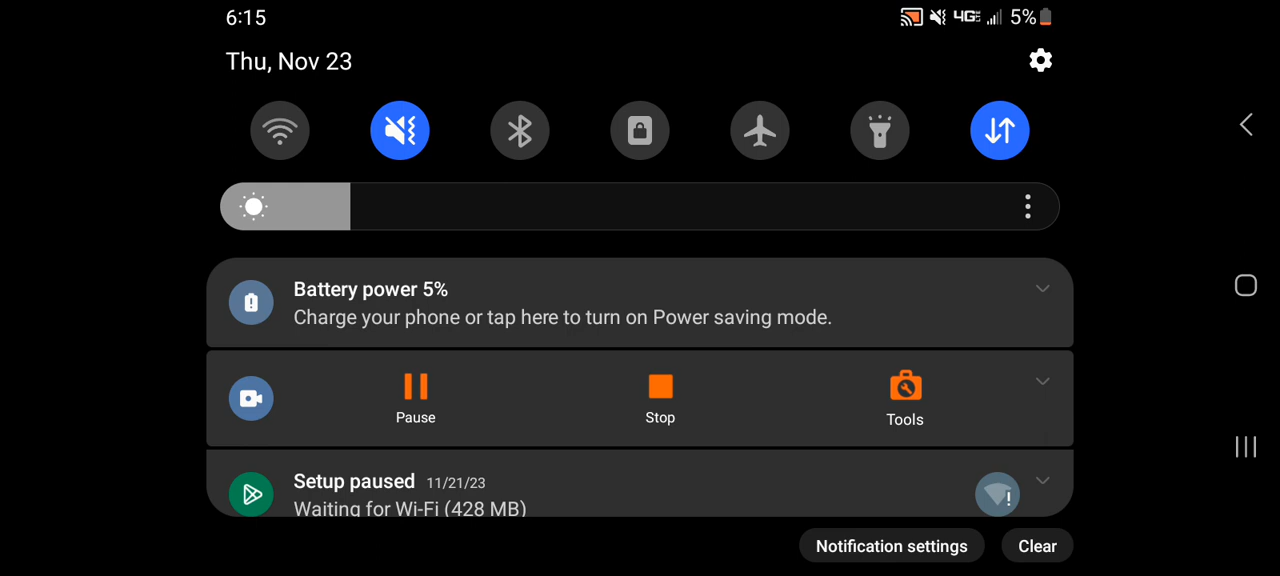 6:15
4GE 5%
Thu, Nov 23
Battery power 5%
Charge your phone or tap here to turn on Power saving mode.
Pause
Stop
Tools
Setup paused 11/21/23
Waiting for Wi-Fi (428 MB)
Notification settings
Clear